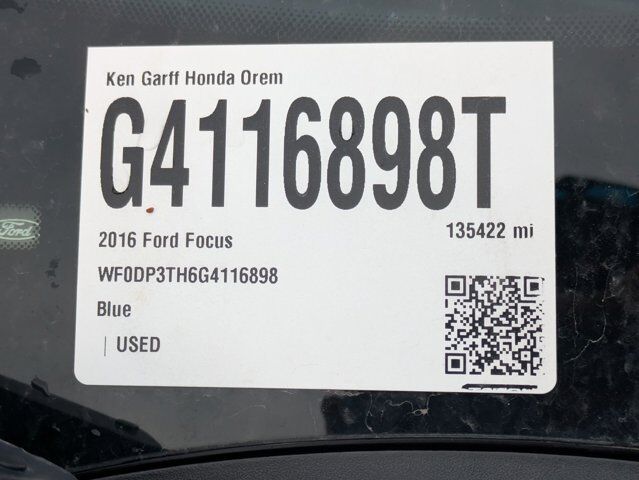 Ken Garff Honda Orem
G4116898T
135422 mi
2016 Ford Focus
WF0DP3TH6G4116898
Blue
| USED
Ford